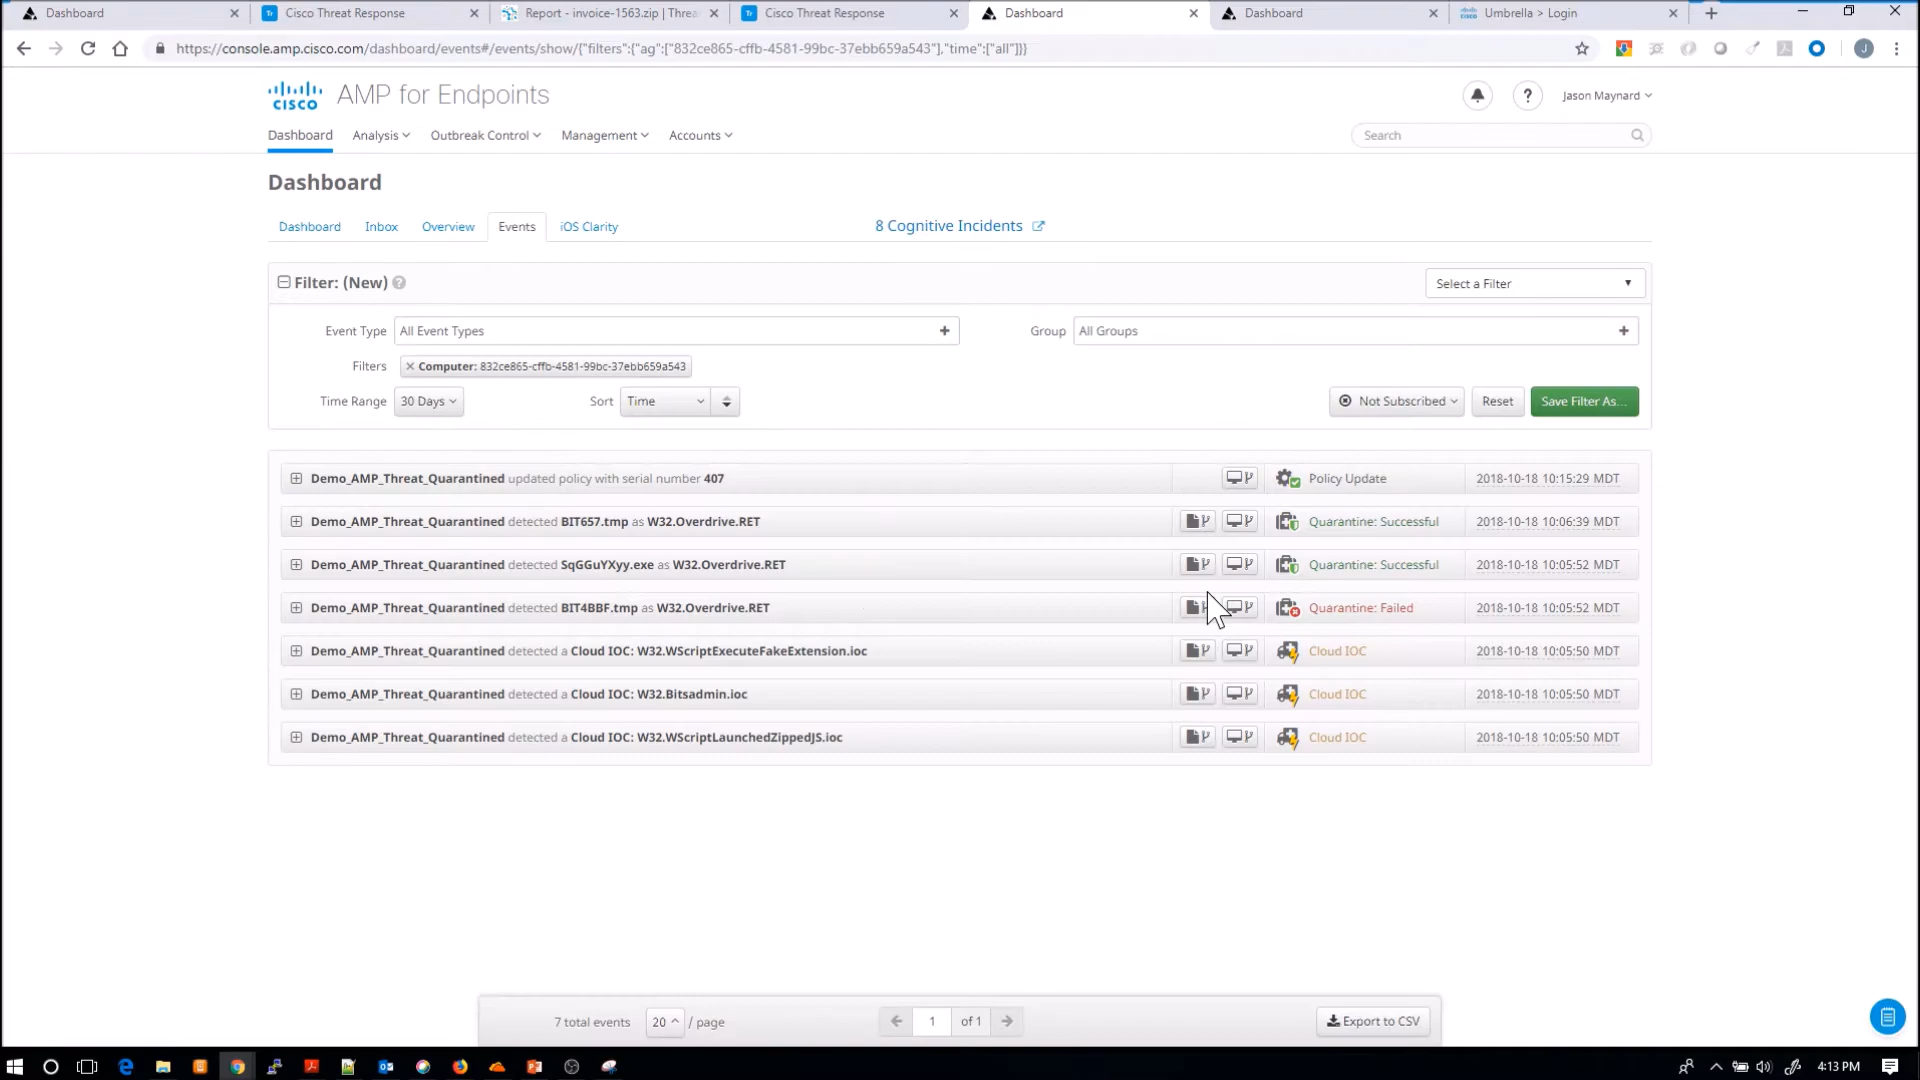 Dashboard
Cisco Threat Response
Report - invoice-1563.zip | Threa
Cisco Threat Response
Dashboard
Dashboard
Umbrella > Login
https://console.amp.cisco.com/dashboard/events#/events/show/{"filters":{"ag":["832ce865-cffb-4581-99bc-37ebb659a543"],"time":["all"]}}
J
CISCO
AMP for Endpoints
? Jason Maynard
Dashboard Analysis Outbreak Control Management Accounts
Search
Dashboard
Dashboard Inbox Overview Events iOS Clarity 8 Cognitive Incidents
Filter: (New) ?
Select a Filter
Event Type All Event Types + Group All Groups +
Filters × Computer: 832ce865-cffb-4581-99bc-37ebb659a543
Time Range 30 Days Sort Time Not Subscribed Reset Save Filter As...
Demo_AMP_Threat_Quarantined updated policy with serial number 407 Policy Update 2018-10-18 10:15:29 MDT
Demo_AMP_Threat_Quarantined detected BIT657.tmp as W32.Overdrive.RET Quarantine: Successful 2018-10-18 10:06:39 MDT
Demo_AMP_Threat_Quarantined detected SqGGuYXyy.exe as W32.Overdrive.RET Quarantine: Successful 2018-10-18 10:05:52 MDT
Demo_AMP_Threat_Quarantined detected BIT4BBF.tmp as W32.Overdrive.RET Quarantine: Failed 2018-10-18 10:05:52 MDT
Demo_AMP_Threat_Quarantined detected a Cloud IOC: W32.WScriptExecuteFakeExtension.ioc Cloud IOC 2018-10-18 10:05:50 MDT
Demo_AMP_Threat_Quarantined detected a Cloud IOC: W32.Bitsadmin.ioc Cloud IOC 2018-10-18 10:05:50 MDT
Demo_AMP_Threat_Quarantined detected a Cloud IOC: W32.WScriptLaunchedZippedJS.ioc Cloud IOC 2018-10-18 10:05:50 MDT
7 total events 20 / page 1 of 1 Export to CSV
4:13 PM